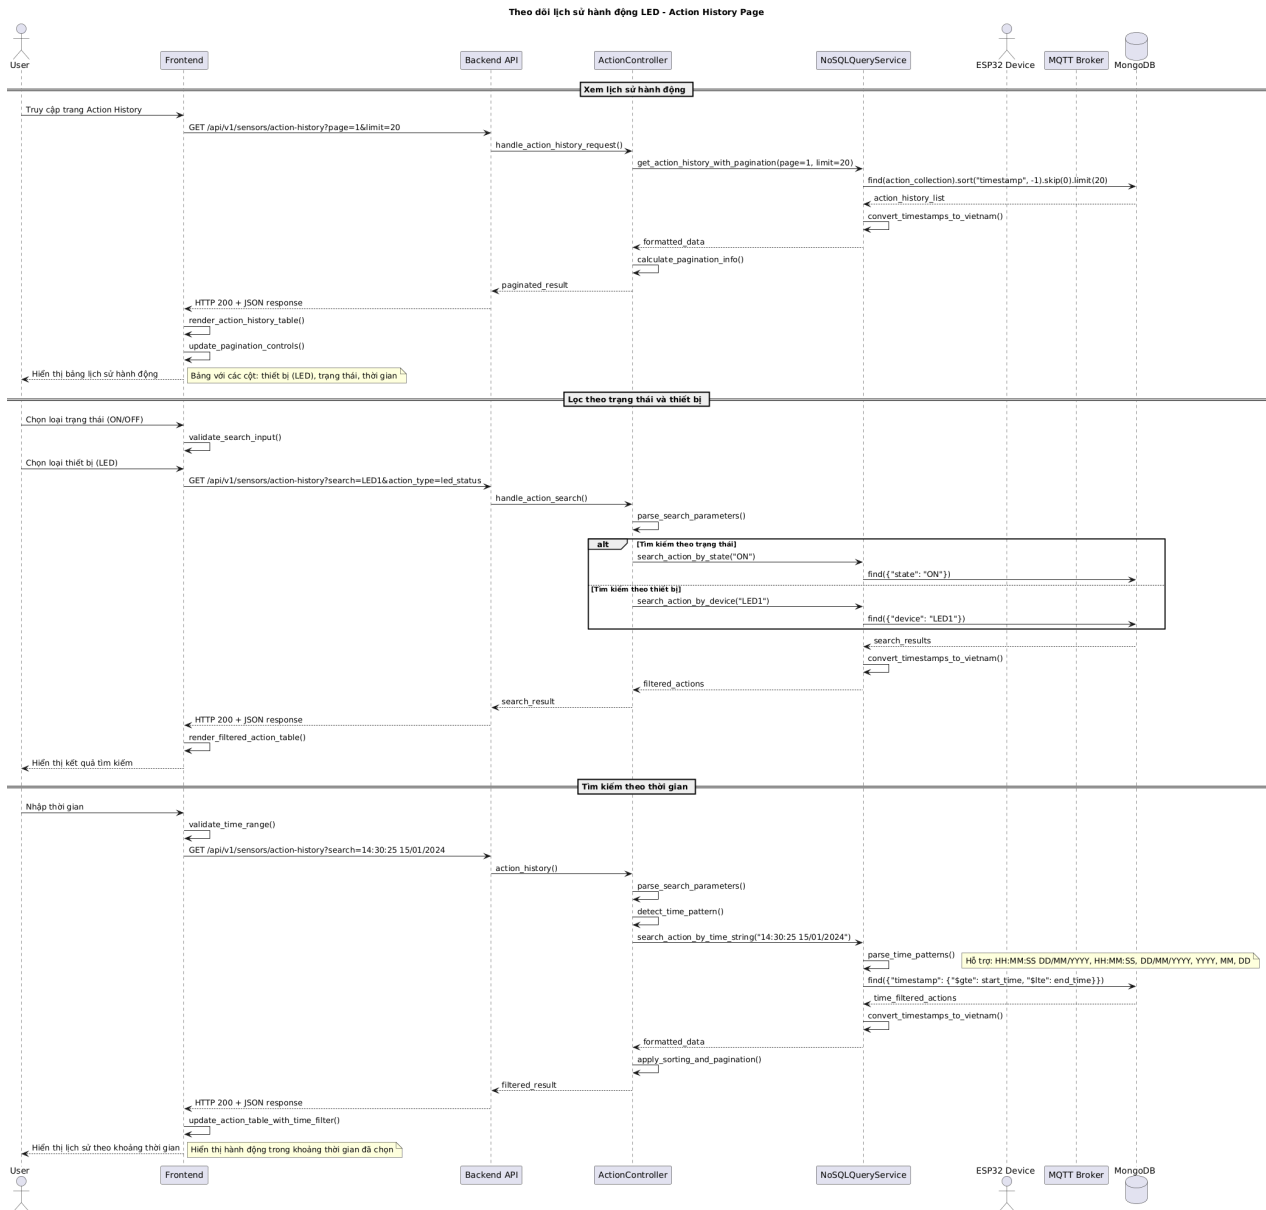 Theo dõi lịch sử hành động LED - Action History Page
User
Frontend
Backend API
ActionController
NoSQLQueryService
ESP32 Device
MQTT Broker
MongoDB
Xem lịch sử hành động
Truy cập trang Action History
GET /api/v1/sensors/action-history?page=1&limit=20
handle_action_history_request()
get_action_history_with_pagination(page=1, limit=20)
find(action_collection).sort("timestamp", -1).skip(0).limit(20)
action_history_list
convert_timestamps_to_vietnam()
formatted_data
calculate_pagination_info()
paginated_result
HTTP 200 + JSON response
render_action_history_table()
update_pagination_controls()
Hiển thị bảng lịch sử hành động
Bảng với các cột: thiết bị (LED), trạng thái, thời gian
Lọc theo trạng thái và thiết bị
Chọn loại trạng thái (ON/OFF)
validate_search_input()
Chọn loại thiết bị (LED)
GET /api/v1/sensors/action-history?search=LED1&action_type=led_status
handle_action_search()
parse_search_parameters()
alt
[Tìm kiếm theo trạng thái]
search_action_by_state("ON")
find({"state": "ON"})
[Tìm kiếm theo thiết bị]
search_action_by_device("LED1")
find({"device": "LED1"})
search_results
convert_timestamps_to_vietnam()
filtered_actions
search_result
HTTP 200 + JSON response
render_filtered_action_table()
Hiển thị kết quả tìm kiếm
Tìm kiếm theo thời gian
Nhập thời gian
validate_time_range()
GET /api/v1/sensors/action-history?search=14:30:25 15/01/2024
action_history()
parse_search_parameters()
detect_time_pattern()
search_action_by_time_string("14:30:25 15/01/2024")
parse_time_patterns()
Hỗ trợ: HH:MM:SS DD/MM/YYYY, HH:MM:SS, DD/MM/YYYY, YYYY, MM, DD
find({"timestamp": {"$gte": start_time, "$lte": end_time}})
time_filtered_actions
convert_timestamps_to_vietnam()
formatted_data
apply_sorting_and_pagination()
filtered_result
HTTP 200 + JSON response
update_action_table_with_time_filter()
Hiển thị lịch sử theo khoảng thời gian
Hiển thị hành động trong khoảng thời gian đã chọn
User
Frontend
Backend API
ActionController
NoSQLQueryService
ESP32 Device
MQTT Broker
MongoDB